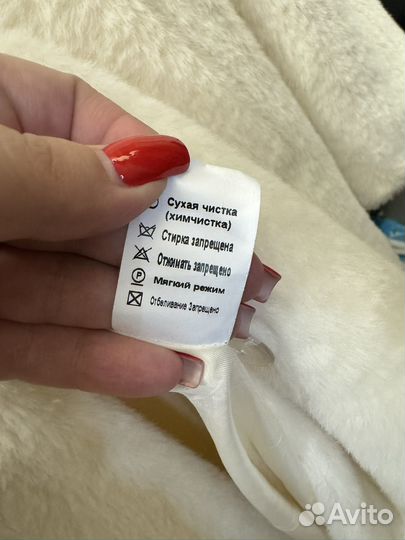 Сухая чистка
(химчистка)
Стирка запрещена
Отжимать запрещено
P Мягкий режим
Отбеливание Запрещено
Avito